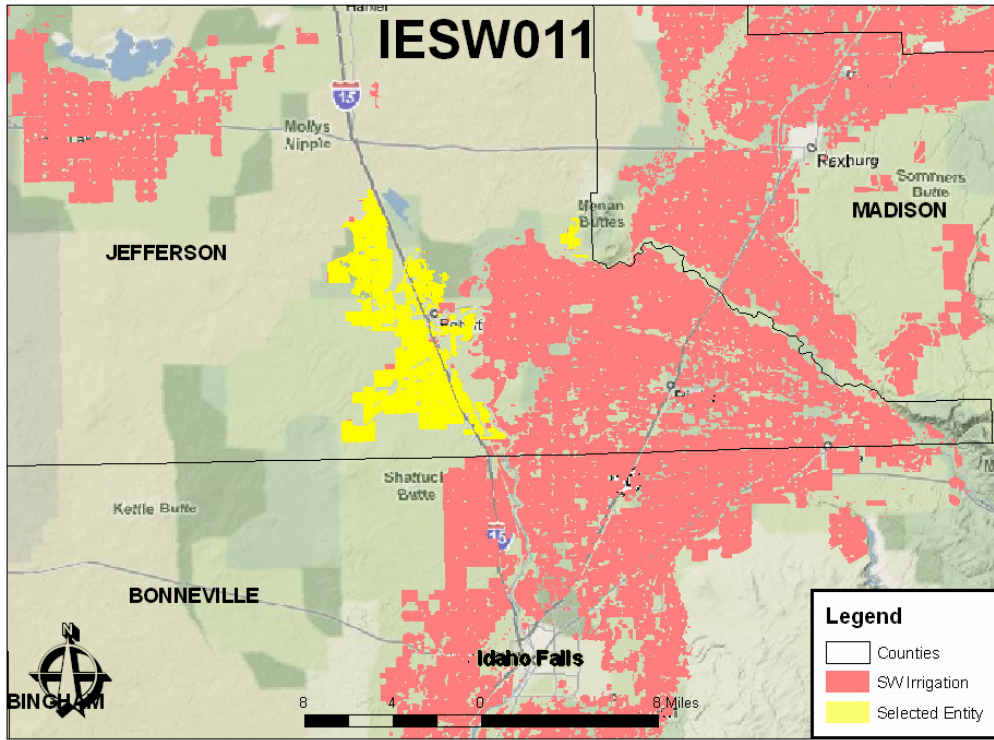 IESW011
15
Mollys
Nipple
Rexburg
Sommers
Butte
MADISON
Menan
Buttes
JEFFERSON
Shattuck
Butte
Kettle Butte
15
BONNEVILLE
Idaho Falls
N
BINGHAM
8 4 0 8 Miles
Legend
Counties
SW Irrigation
Selected Entity